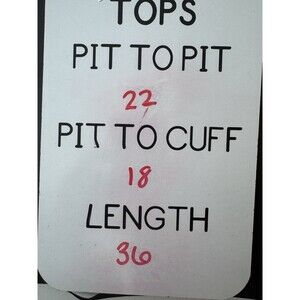 TOPS
PIT TO PIT
22
PIT TO CUFF
18
LENGTH
36